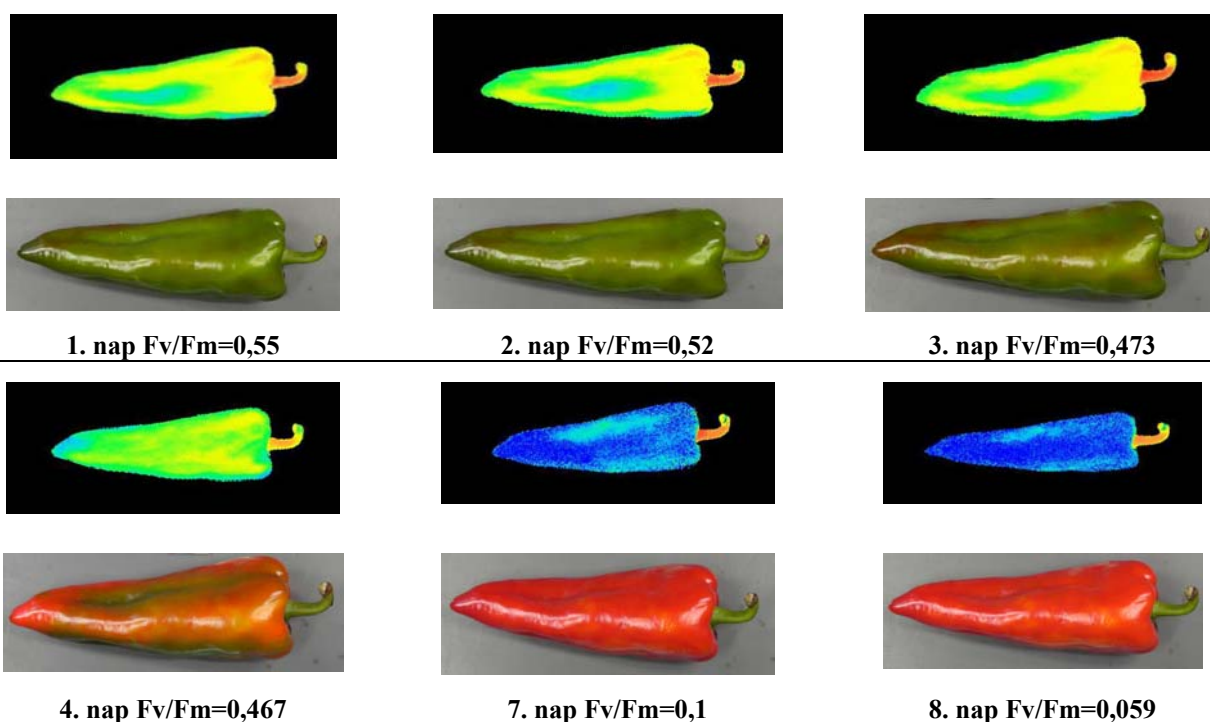 1. nap Fv/Fm=0,55
2. nap Fv/Fm=0,52
3. nap Fv/Fm=0,473
4. nap Fv/Fm=0,467
7. nap Fv/Fm=0,1
8. nap Fv/Fm=0,059